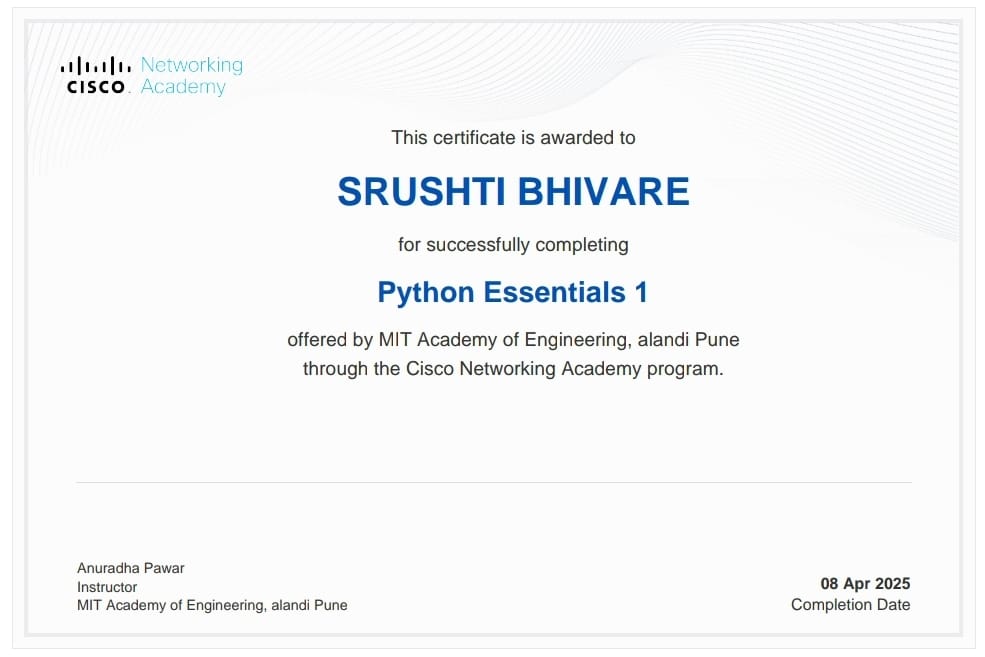 Networking
CISCO. Academy
This certificate is awarded to
SRUSHTI BHIVARE
for successfully completing
Python Essentials 1
offered by MIT Academy of Engineering, alandi Pune
through the Cisco Networking Academy program.
Anuradha Pawar
Instructor
MIT Academy of Engineering, alandi Pune
08 Apr 2025
Completion Date